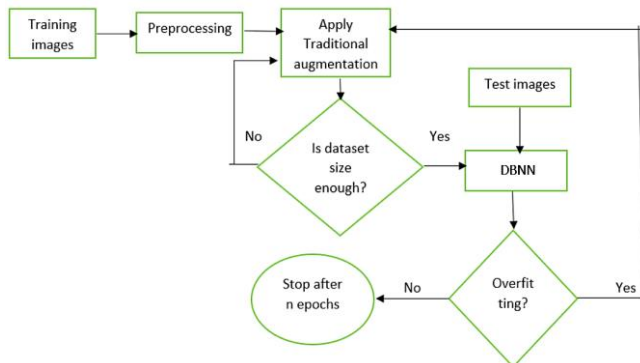 Training
images
Preprocessing
Apply
Traditional
augmentation
Test images
No
Is dataset
size
enough?
Yes
DBNN
Stop after
n epochs
No
Overfit
ting?
Yes